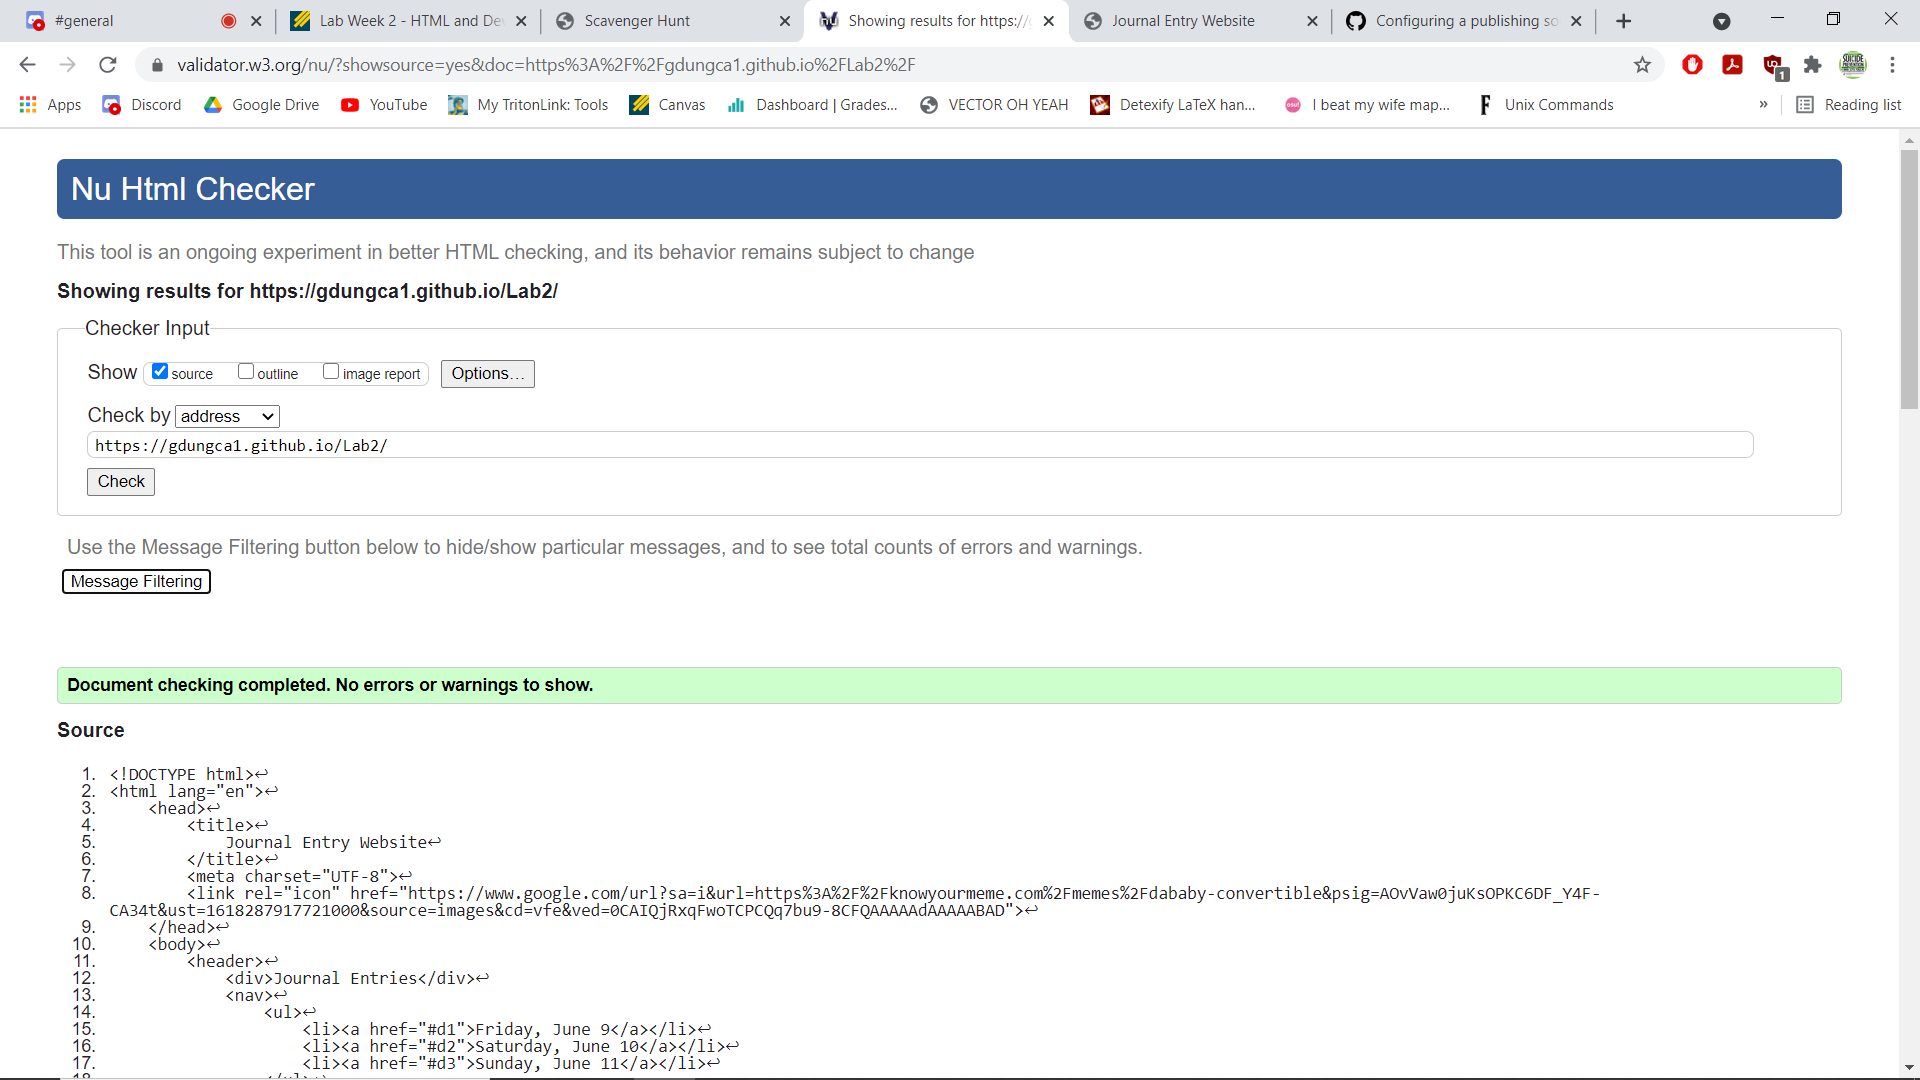 #general
Lab Week 2 - HTML and De
Scavenger Hunt
Showing results for https://g
Journal Entry Website
Configuring a publishing so
validator.w3.org/nu/?showsource=yes&doc=https%3A%2F%2Fgdungca1.github.io%2FLab2%2F
1
Apps
Discord
Google Drive
YouTube
My TritonLink: Tools
Canvas
Dashboard | Grades...
VECTOR OH YEAH
Detexify LaTeX han...
osu!
I beat my wife map...
Unix Commands
»
Reading list
Nu Html Checker
This tool is an ongoing experiment in better HTML checking, and its behavior remains subject to change
Showing results for https://gdungca1.github.io/Lab2/
Checker Input
Show source outline image report Options...
Check by address
https://gdungca1.github.io/Lab2/
Check
Use the Message Filtering button below to hide/show particular messages, and to see total counts of errors and warnings.
Message Filtering
Document checking completed. No errors or warnings to show.
Source
1. <!DOCTYPE html>↩
2. <html lang="en">↩
3. <head>↩
4. <title>↩
5. Journal Entry Website↩
6. </title>↩
7. <meta charset="UTF-8">↩
8. <link rel="icon" href="https://www.google.com/url?sa=i&url=https%3A%2F%2Fknowyourmeme.com%2Fmemes%2Fdababy-convertible&psig=AOvVaw0juKsOPKC6DF_Y4F-
CA34t&ust=1618287917721000&source=images&cd=vfe&ved=0CAIQjRxqFwoTCPCQq7bu9-8CFQAAAAAdAAAAABAD">↩
9. </head>↩
10. <body>↩
11. <header>↩
12. <div>Journal Entries</div>↩
13. <nav>↩
14. <ul>↩
15. <li><a href="#d1">Friday, June 9</a></li>↩
16. <li><a href="#d2">Saturday, June 10</a></li>↩
17. <li><a href="#d3">Sunday, June 11</a></li>↩